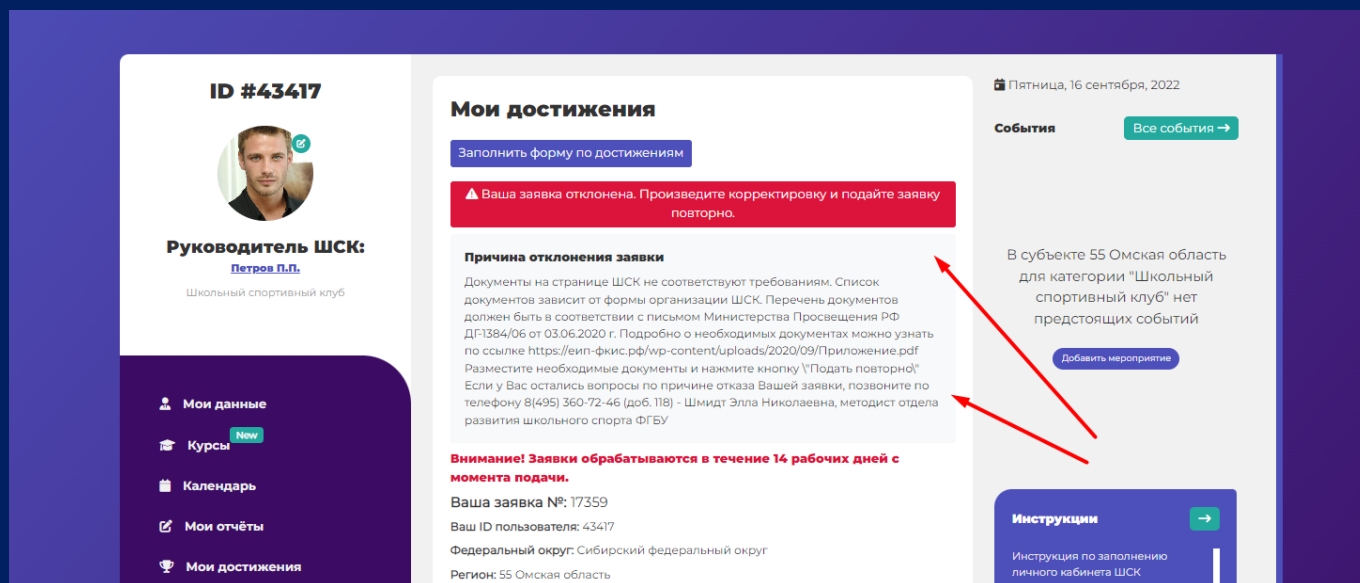 ID #43417
Руководитель ШСК:
Петров П.П.
Школьный спортивный клуб
Мои данные
Курсы
New
Календарь
Мои отчёты
Мои достижения
Мои достижения
Заполнить форму по достижениям
Ваша заявка отклонена. Произведите корректировку и подайте заявку
повторно.
Причина отклонения заявки
Документы на странице ШСК не соответствуют требованиям. Список
документов зависит от формы организации ШСК. Перечень документов
должен быть в соответствии с письмом Министерства Просвещения РФ
ДГ-1384/06 от 03.06.2020 г. Подробно о необходимых документах можно узнать
по ссылке https://еип-фкис.рф/wp-content/uploads/2020/09/Приложение.pdf
Разместите необходимые документы и нажмите кнопку \"Подать повторно\"
Если у Вас остались вопросы по причине отказа Вашей заявки, позвоните по
телефону 8(495) 360-72-46 (доб. 118) - Шмидт Элла Николаевна, методист отдела
развития школьного спорта ФГБУ
Внимание! Заявки обрабатываются в течение 14 рабочих дней с
момента подачи.
Ваша заявка №: 17359
Ваш ID пользователя: 43417
Федеральный округ: Сибирский федеральный округ
Регион: 55 Омская область
Пятница, 16 сентября, 2022
События
Все события →
В субъекте 55 Омская область
для категории "Школьный
спортивный клуб" нет
предстоящих событий
Добавить мероприятие
Инструкции
→
Инструкция по заполнению
личного кабинета ШСК